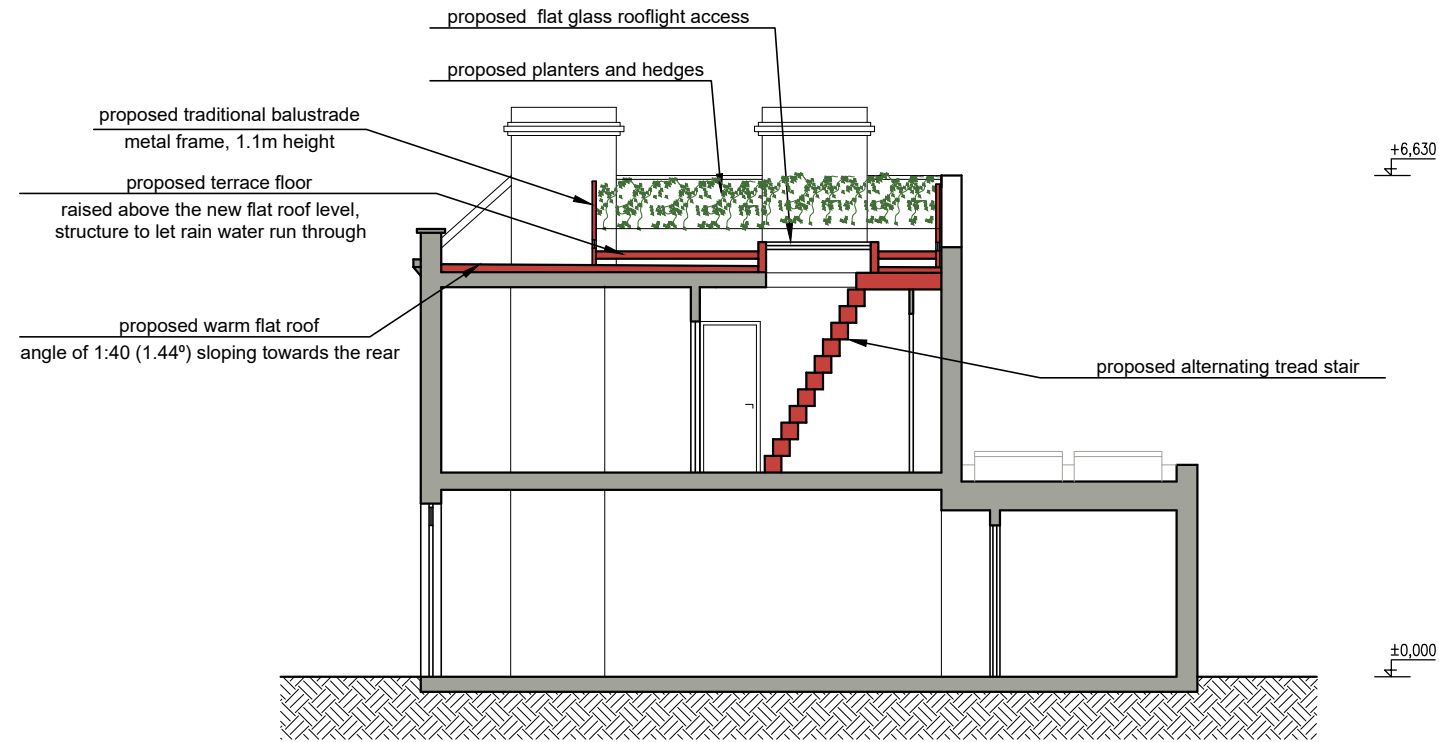 proposed flat glass rooflight access
proposed planters and hedges
proposed traditional balustrade
metal frame, 1.1m height
+6,630
proposed terrace floor
raised above the new flat roof level,
structure to let rain water run through
proposed warm flat roof
angle of 1:40 (1.44º) sloping towards the rear
proposed alternating tread stair
±0,000